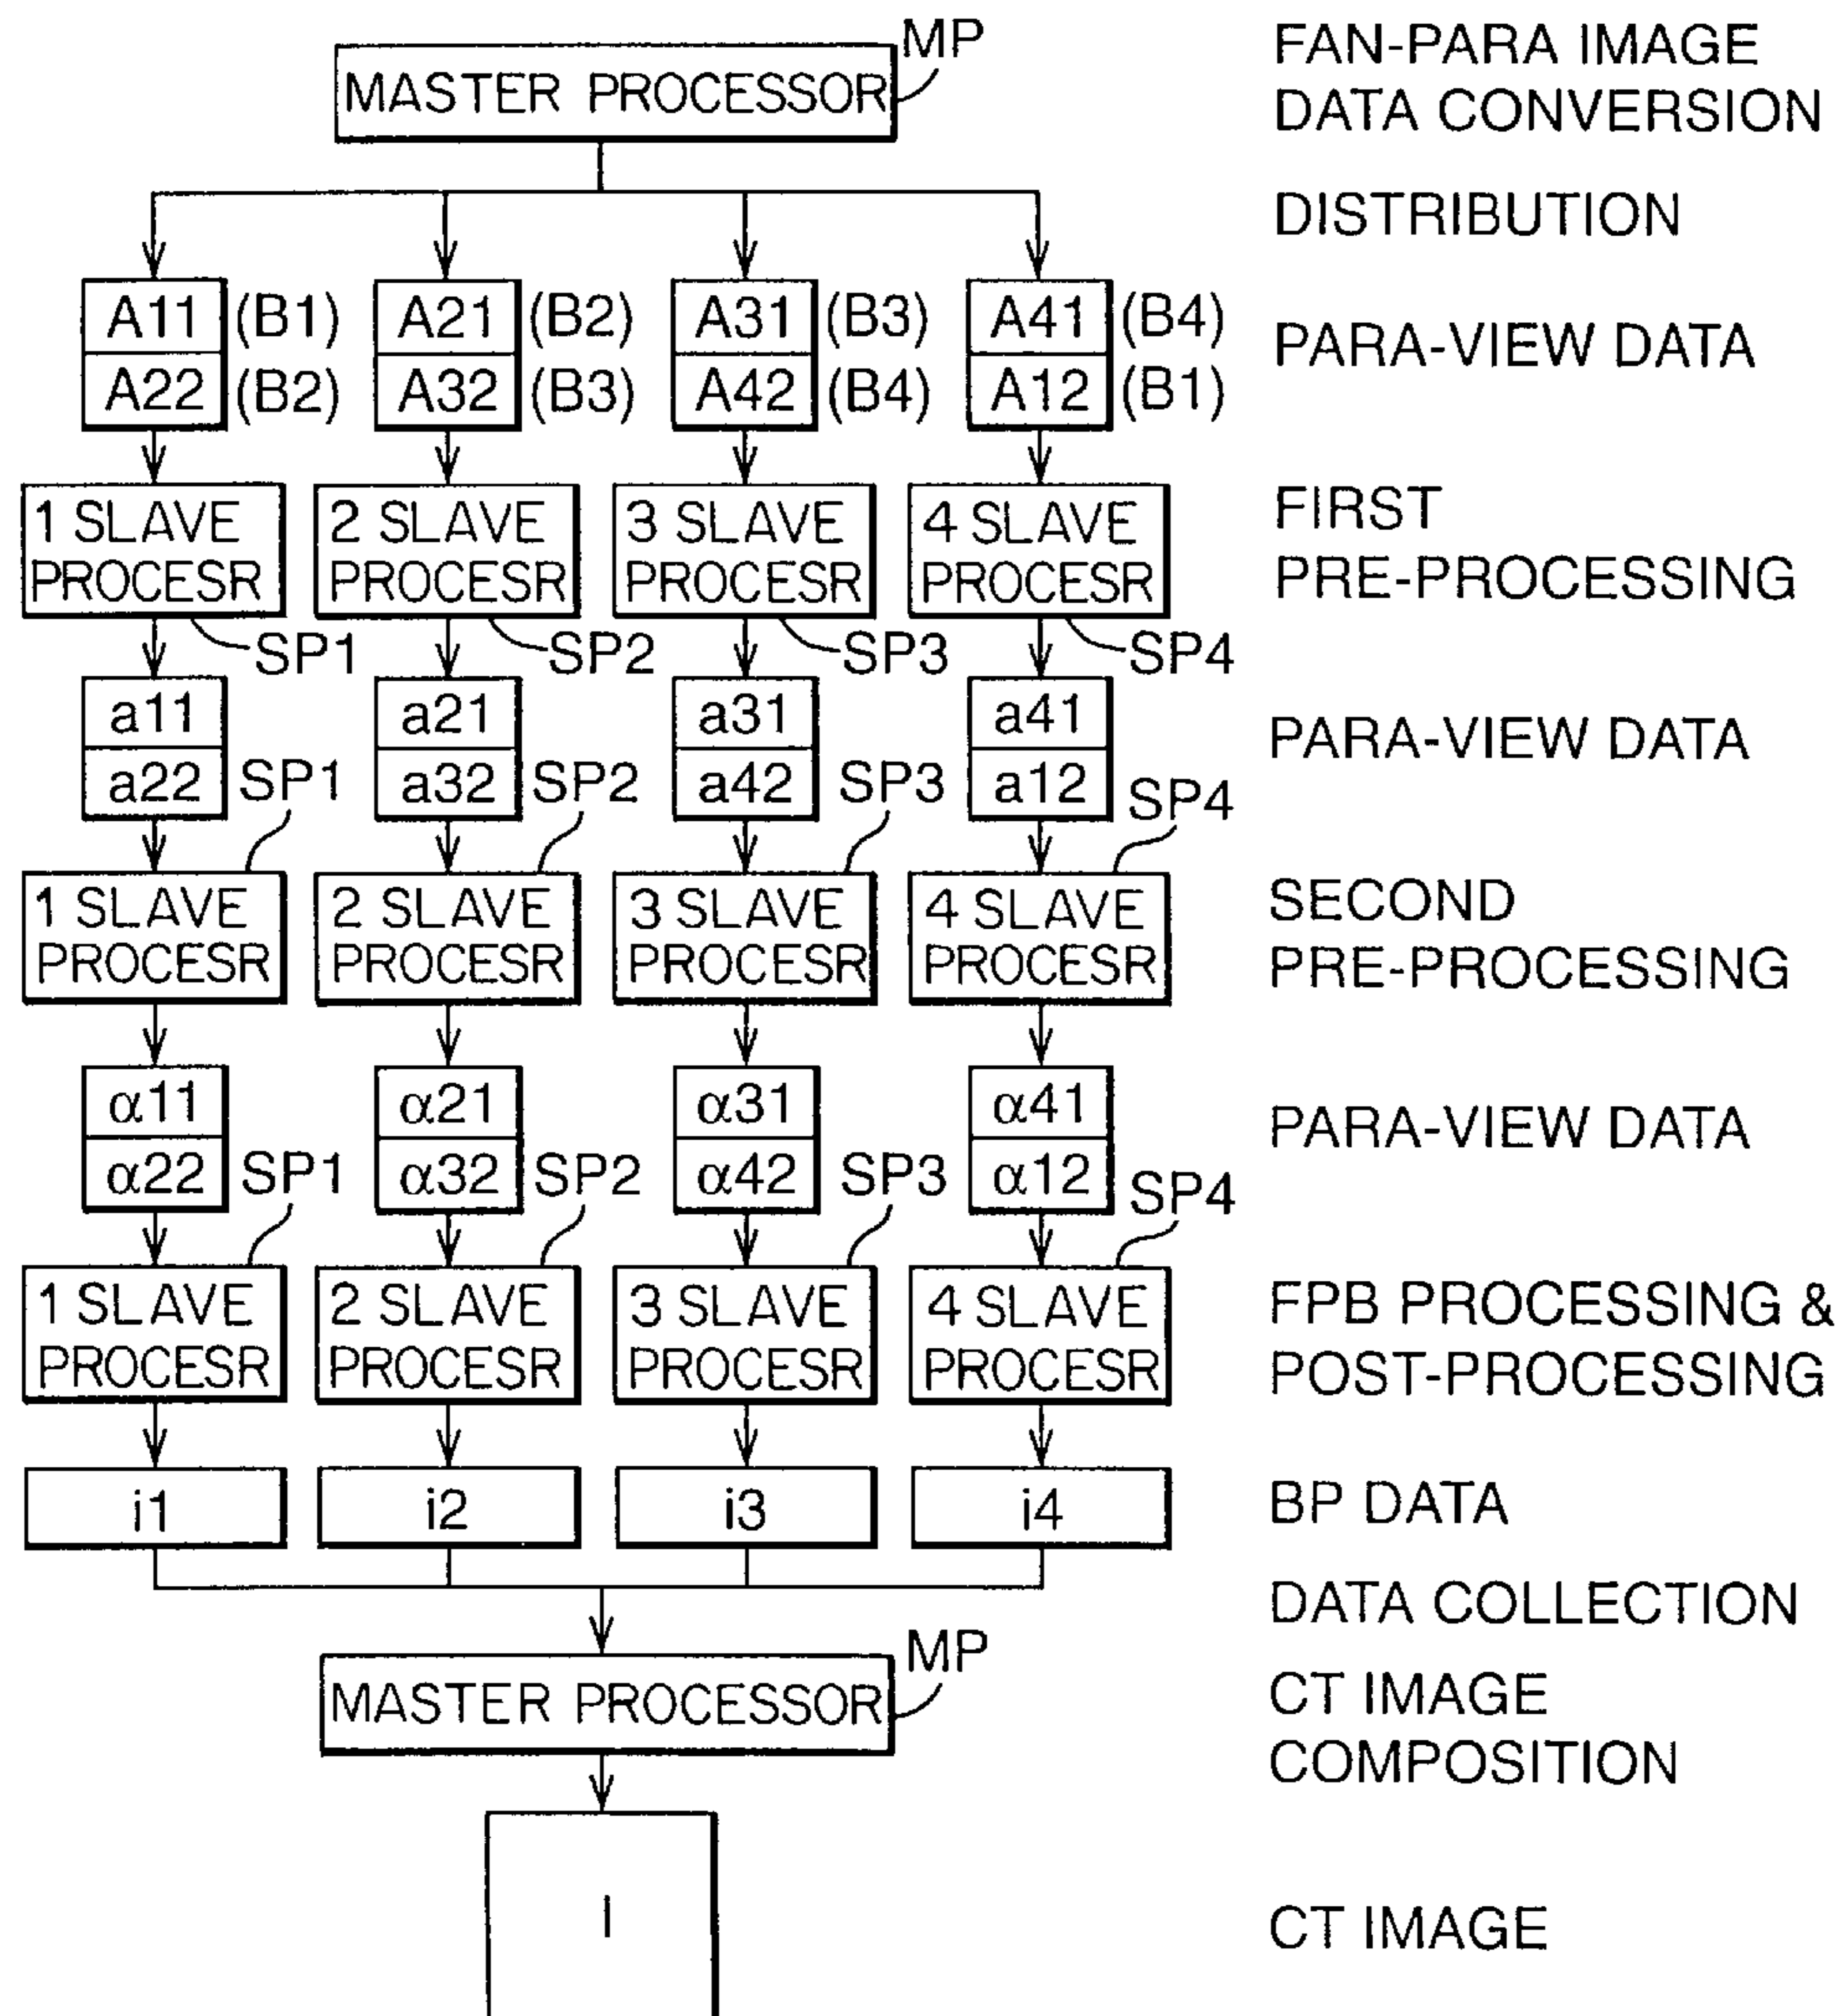 MP
MASTER PROCESSOR
FAN-PARA IMAGE
DATA CONVERSION
DISTRIBUTION
A11 (B1) A21 (B2) A31 (B3) A41 (B4)
A22 (B2) A32 (B3) A42 (B4) A12 (B1)
PARA-VIEW DATA
1 SLAVE PROCESR
2 SLAVE PROCESR
3 SLAVE PROCESR
4 SLAVE PROCESR
FIRST
PRE-PROCESSING
SP1 SP2 SP3 SP4
a11 a21 a31 a41
a22 a32 a42 a12
PARA-VIEW DATA
SP1 SP2 SP3 SP4
1 SLAVE PROCESR
2 SLAVE PROCESR
3 SLAVE PROCESR
4 SLAVE PROCESR
SECOND
PRE-PROCESSING
α11 α21 α31 α41
α22 α32 α42 α12
PARA-VIEW DATA
SP1 SP2 SP3 SP4
1 SLAVE PROCESR
2 SLAVE PROCESR
3 SLAVE PROCESR
4 SLAVE PROCESR
FPB PROCESSING &
POST-PROCESSING
i1 i2 i3 i4
BP DATA
DATA COLLECTION
MP
MASTER PROCESSOR
CT IMAGE
COMPOSITION
I
CT IMAGE